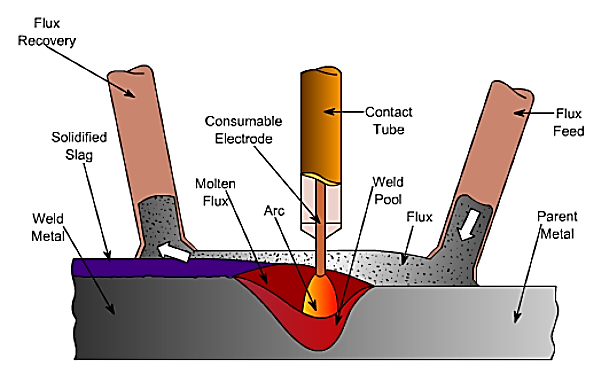 Flux
Recovery
Solidified
Slag
Weld
Metal
Molten
Flux
Consumable
Electrode
Arc
Contact
Tube
Weld
Pool
Flux
Flux
Feed
Parent
Metal